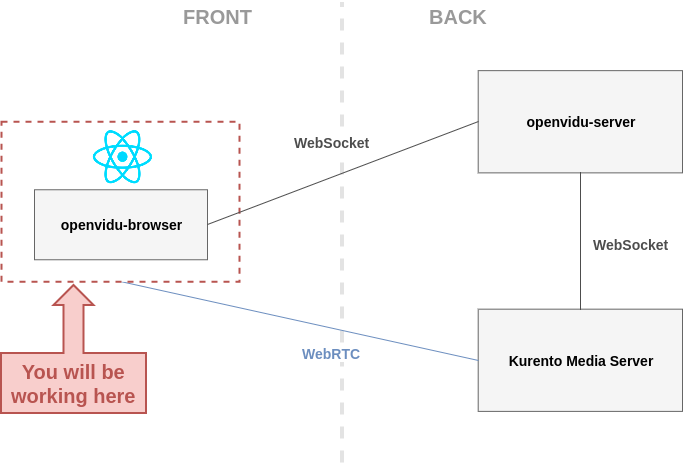 FRONT
BACK
openvidu-server
WebSocket
openvidu-browser
WebSocket
WebRTC
Kurento Media Server
You will be
working here